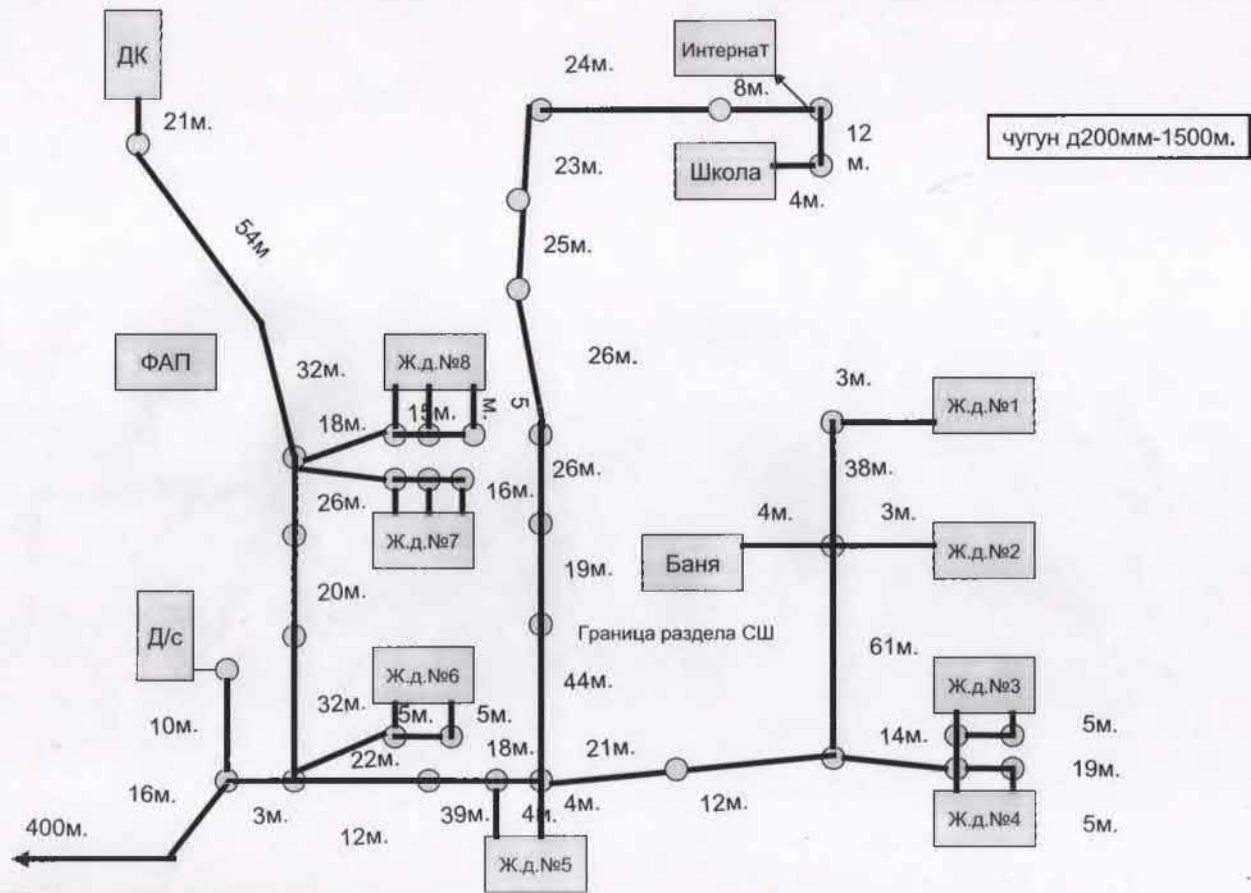 ДК
21м.
54м
24м.
Интернат
8м.
12
м.
Школа
4м.
23м.
25м.
чугун д200мм-1500м.
ФАП
32м.
Ж.д.№8
18м.
15м.
5
м.
26м.
26м.
26м.
16м.
Ж.д.№7
20м.
19м.
3м.
Ж.д.№1
38м.
4м.
3м.
Баня
Ж.д.№2
Граница раздела СШ
Д/с
10м.
Ж.д.№6
32м.
5м.
5м.
44м.
61м.
Ж.д.№3
14м.
5м.
22м.
18м.
21м.
19м.
16м.
3м.
12м.
39м.
4м.
4м.
12м.
Ж.д.№4
5м.
400м.
Ж.д.№5